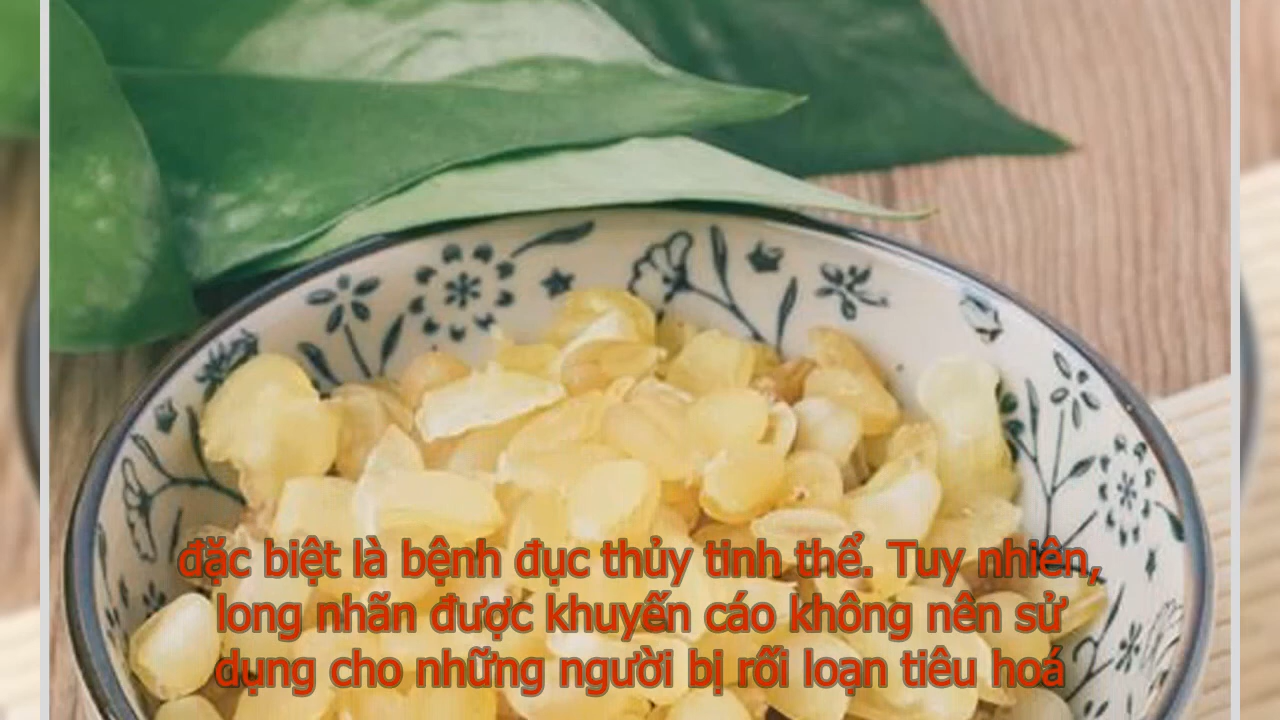 đặc biệt là bệnh đục thủy tinh thể. Tuy nhiên,
long nhãn được khuyến cáo không nên sử
dụng cho những người bị rối loạn tiêu hoá